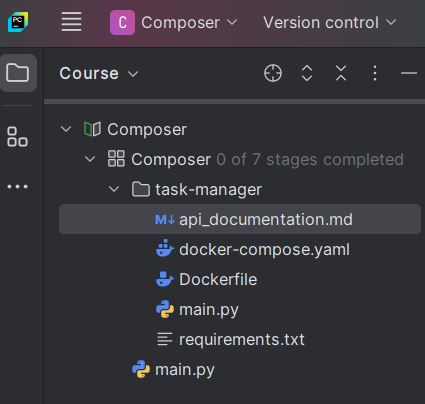 PC C Composer Version control
Course
Composer
Composer 0 of 7 stages completed
task-manager
M↓ api_documentation.md
docker-compose.yaml
Dockerfile
main.py
requirements.txt
main.py